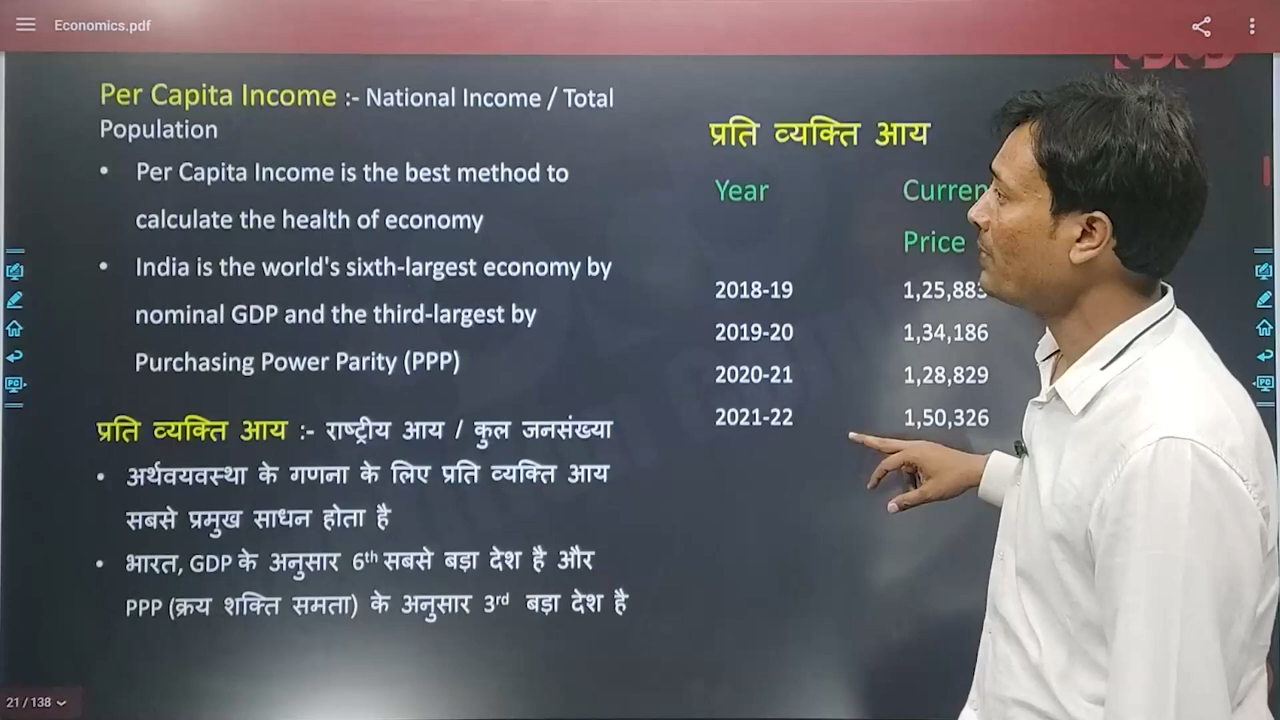 Economics.pdf
Per Capita Income :- National Income / Total
Population
• Per Capita Income is the best method to
calculate the health of economy
• India is the world's sixth-largest economy by
nominal GDP and the third-largest by
Purchasing Power Parity (PPP)
प्रति व्यक्ति आय :- राष्ट्रीय आय / कुल जनसंख्या
• अर्थवयवस्था के गणना के लिए प्रति व्यक्ति आय
सबसे प्रमुख साधन होता है
• भारत, GDP के अनुसार 6th सबसे बड़ा देश है और
PPP (क्रय शक्ति समता) के अनुसार 3rd बड़ा देश है
प्रति व्यक्ति आय
Year
Price
2018-19 1,25,883
2019-20 1,34,186
2020-21 1,28,829
2021-22 1,50,326
21 / 138